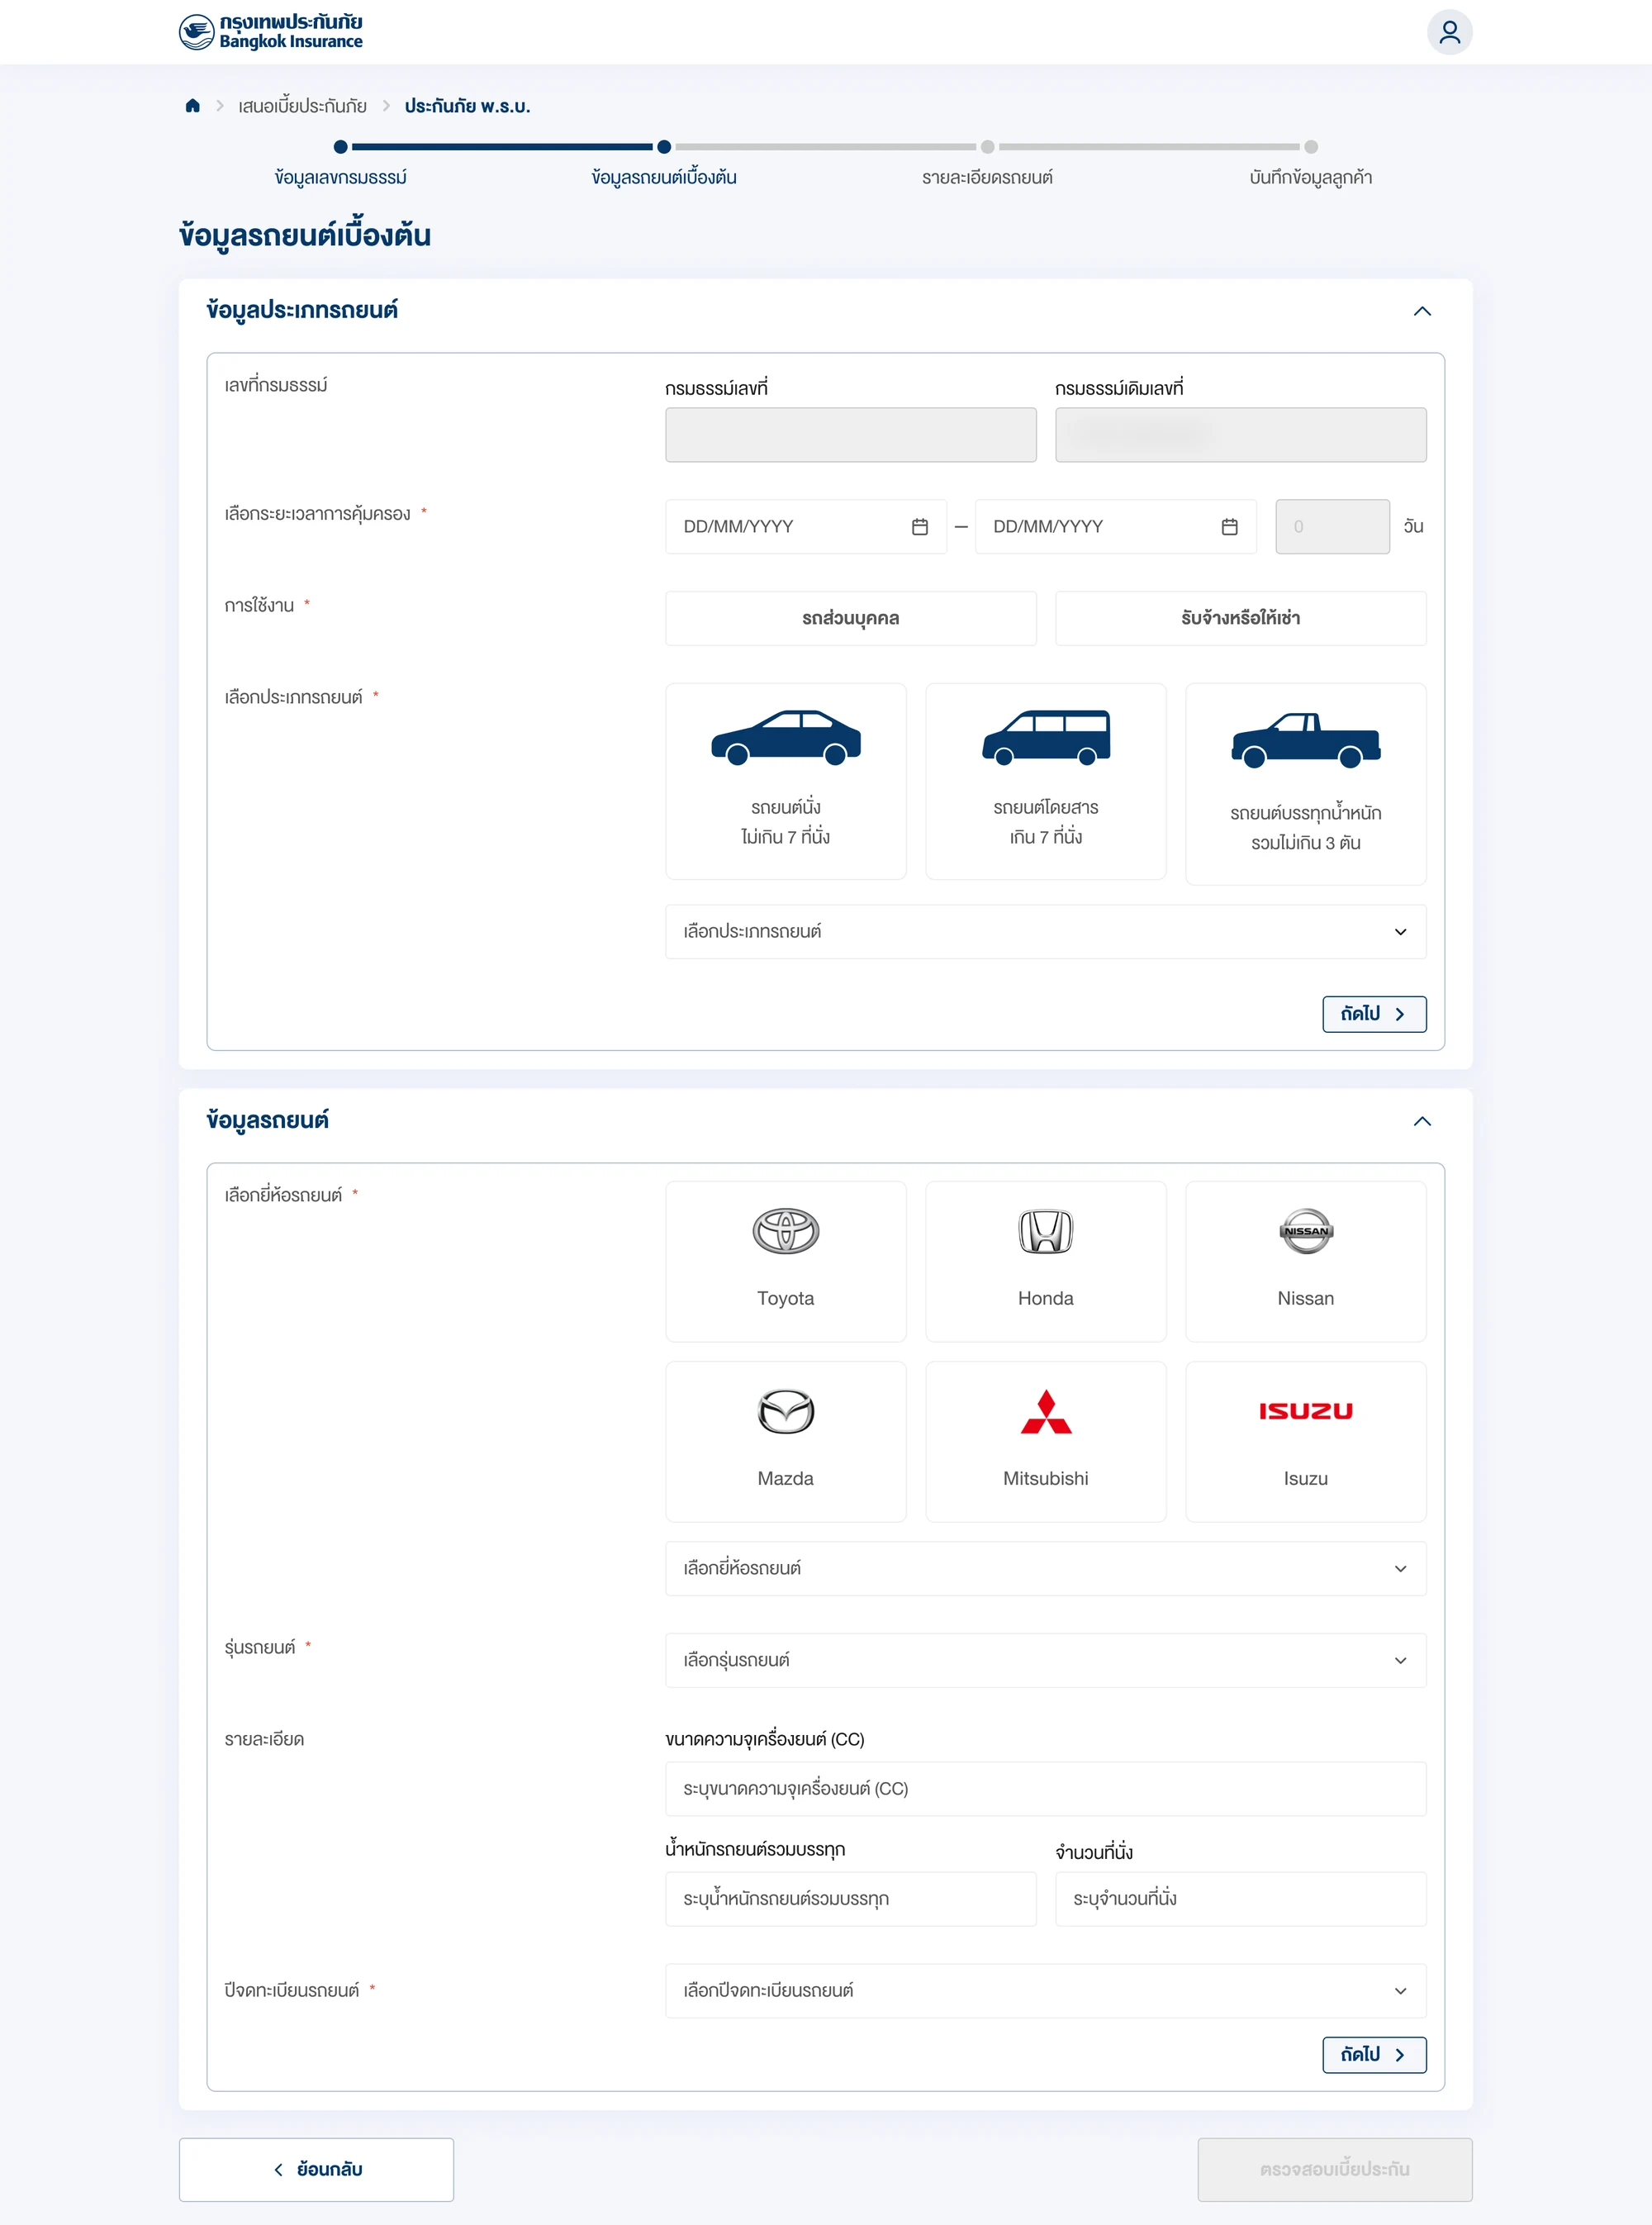 กรุงเทพประกันภัย
Bangkok Insurance
เสนอเบี้ยประกันภัย
ประกันภัย พ.ร.บ.
ข้อมูลเลขกรมธรรม์
ข้อมูลรถยนต์เบื้องต้น
รายละเอียดรถยนต์
บันทึกข้อมูลลูกค้า
ข้อมูลรถยนต์เบื้องต้น
ข้อมูลประเภทรถยนต์
เลขที่กรมธรรม์
กรมธรรม์เลขที่
กรมธรรม์เดิมเลขที่
เลือกระยะเวลาการคุ้มครอง *
DD/MM/YYYY – DD/MM/YYYY 0 วัน
การใช้งาน *
รถส่วนบุคคล
รับจ้างหรือให้เช่า
เลือกประเภทรถยนต์ *
รถยนต์นั่ง
ไม่เกิน 7 ที่นั่ง
รถยนต์โดยสาร
เกิน 7 ที่นั่ง
รถยนต์บรรทุกน้ำหนัก
รวมไม่เกิน 3 ตัน
เลือกประเภทรถยนต์
ถัดไป
ข้อมูลรถยนต์
เลือกยี่ห้อรถยนต์ *
Toyota
Honda
NISSAN
Nissan
Mazda
Mitsubishi
ISUZU
Isuzu
เลือกยี่ห้อรถยนต์
รุ่นรถยนต์ *
เลือกรุ่นรถยนต์
รายละเอียด
ขนาดความจุเครื่องยนต์ (CC)
ระบุขนาดความจุเครื่องยนต์ (CC)
น้ำหนักรถยนต์รวมบรรทุก
จำนวนที่นั่ง
ระบุน้ำหนักรถยนต์รวมบรรทุก
ระบุจำนวนที่นั่ง
ปีจดทะเบียนรถยนต์ *
เลือกปีจดทะเบียนรถยนต์
ถัดไป
ย้อนกลับ
ตรวจสอบเบี้ยประกัน